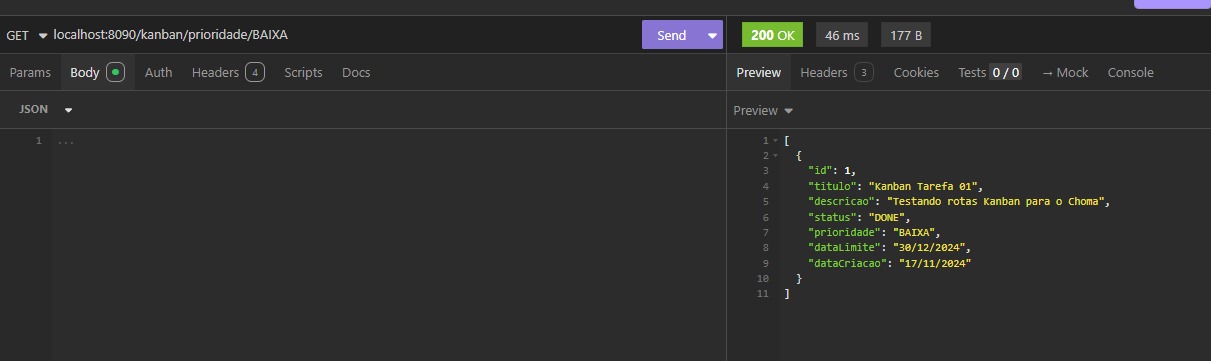 GET localhost:8090/kanban/prioridade/BAIXA Send 200 OK 46 ms 177 B
Params Body Auth Headers 4 Scripts Docs Preview Headers 3 Cookies Tests 0 / 0 → Mock Console
JSON Preview
1 ...
1 [
2 {
3 "id": 1,
4 "titulo": "Kanban Tarefa 01",
5 "descricao": "Testando rotas Kanban para o Choma",
6 "status": "DONE",
7 "prioridade": "BAIXA",
8 "dataLimite": "30/12/2024",
9 "dataCriacao": "17/11/2024"
10 }
11 ]